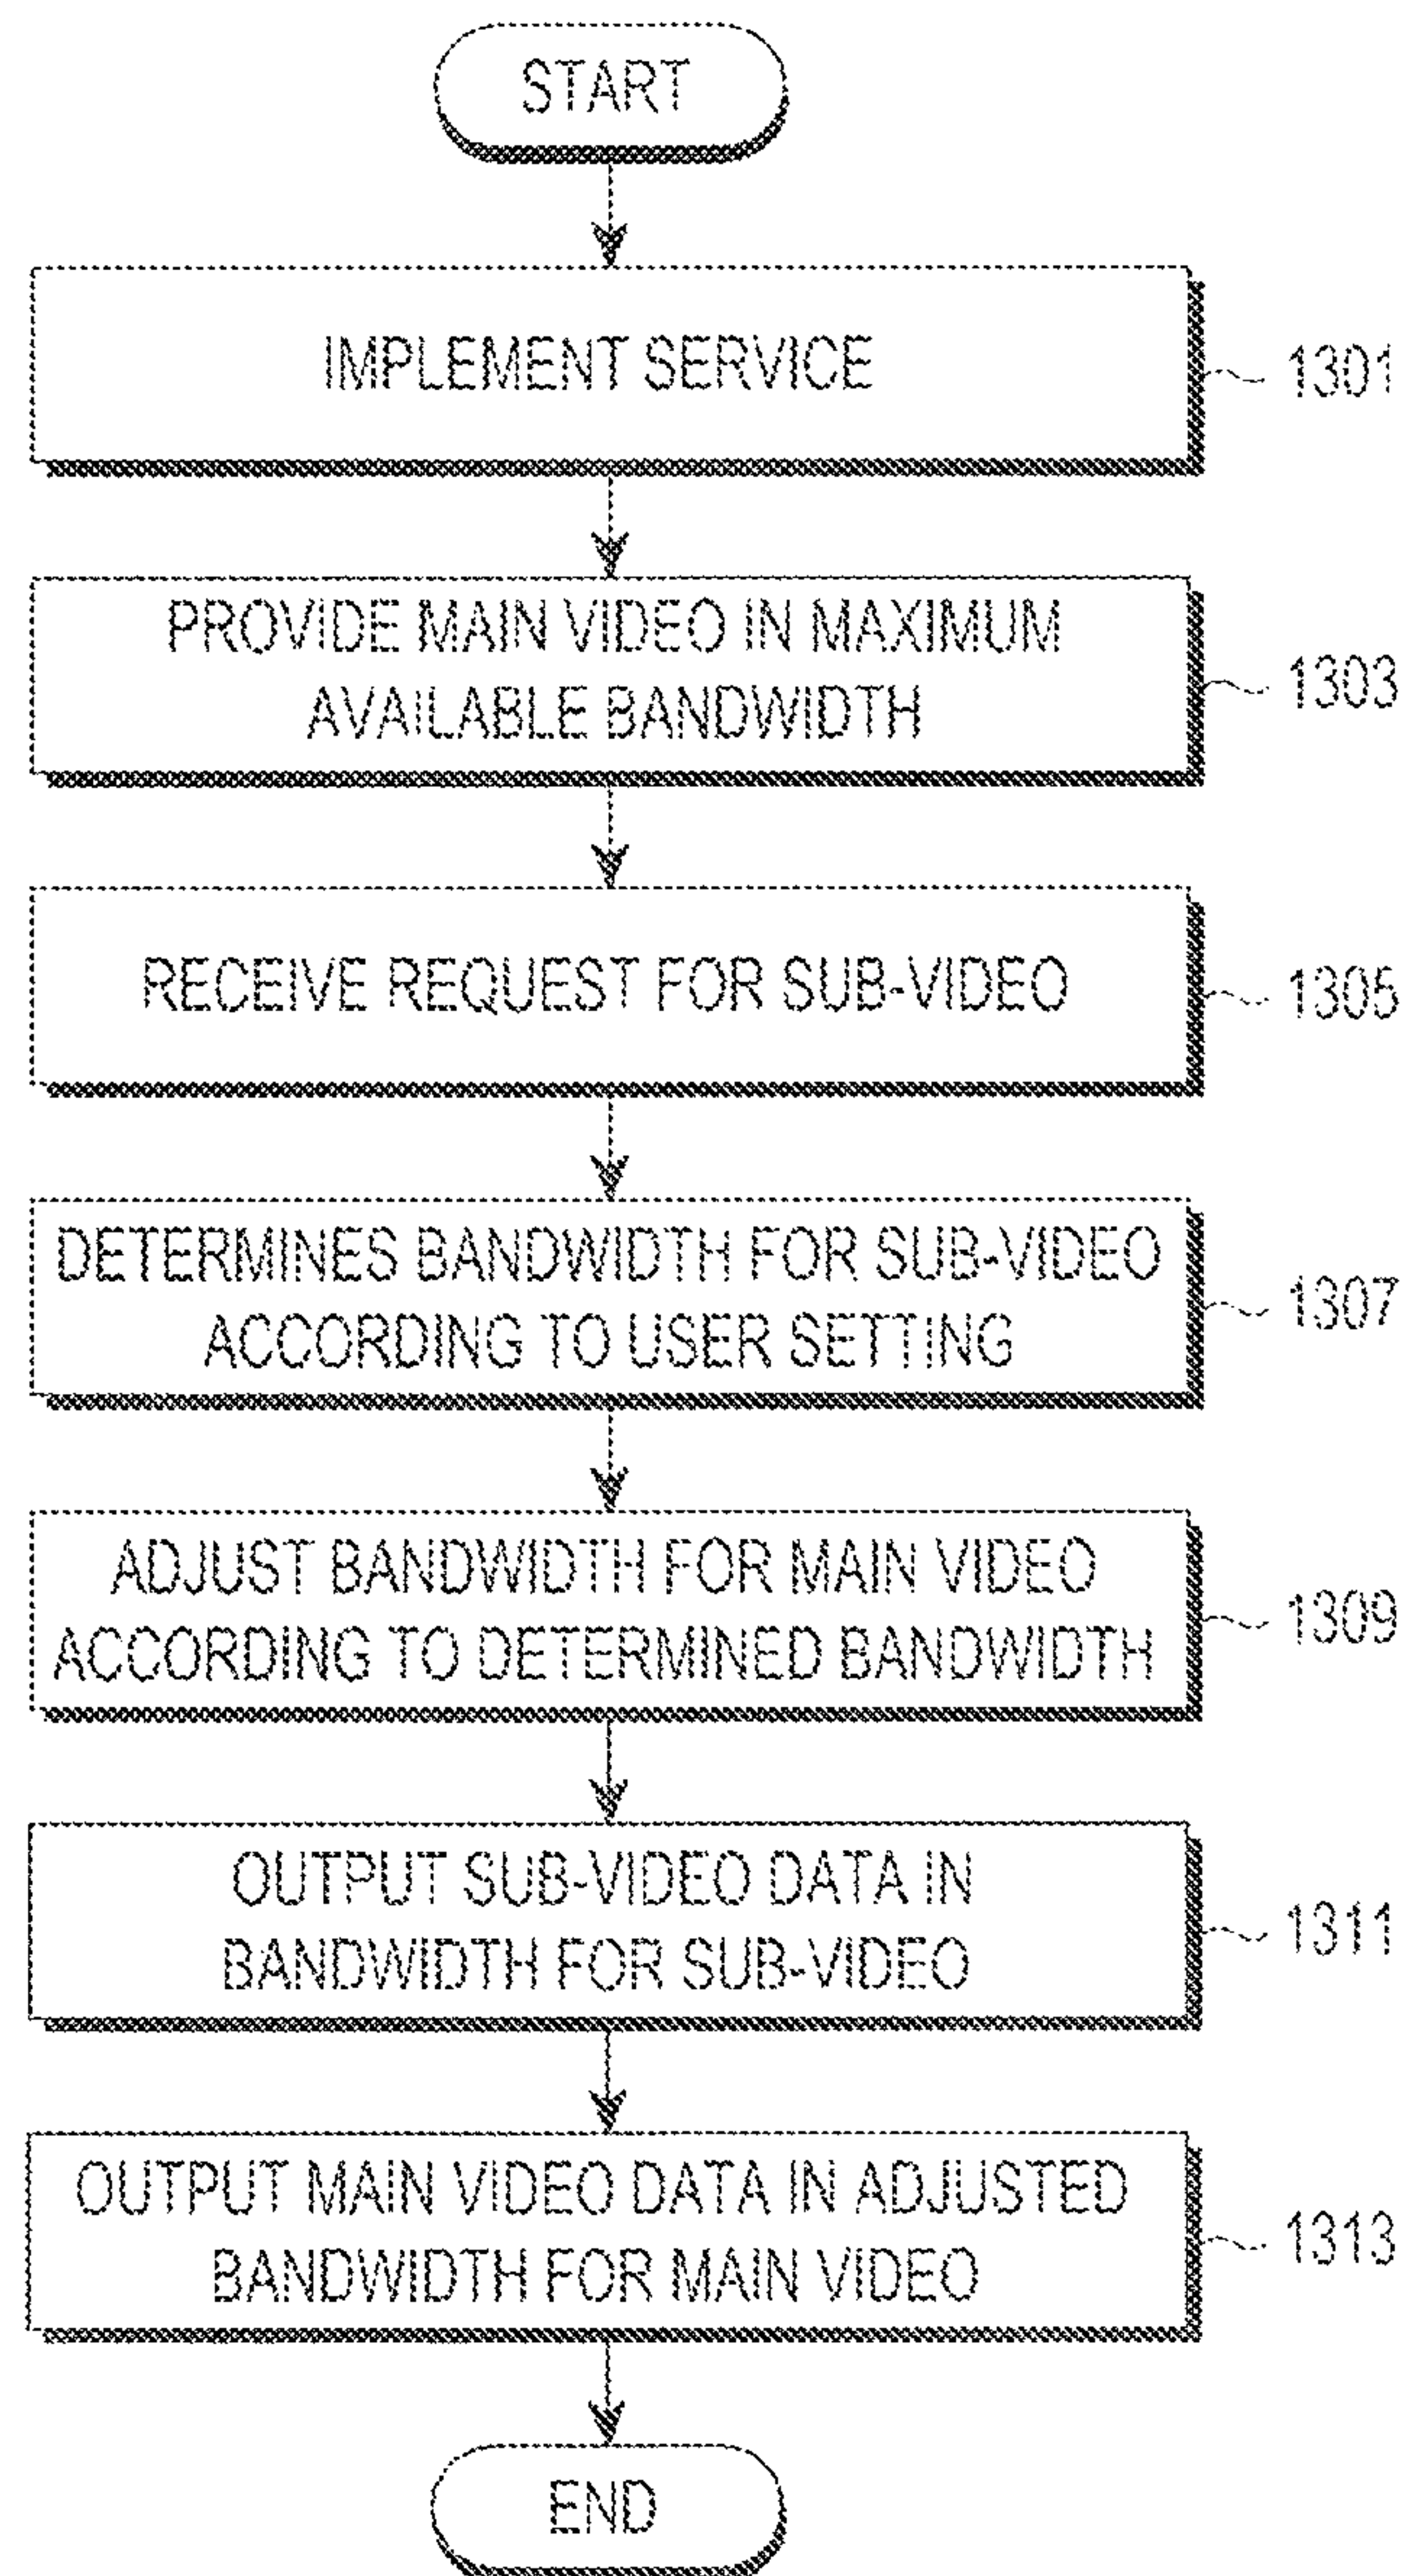 START
IMPLEMENT SERVICE
1301
PROVIDE MAIN VIDEO IN MAXIMUM
AVAILABLE BANDWIDTH
1303
RECEIVE REQUEST FOR SUB-VIDEO
1305
DETERMINES BANDWIDTH FOR SUB-VIDEO
ACCORDING TO USER SETTING
1307
ADJUST BANDWIDTH FOR MAIN VIDEO
ACCORDING TO DETERMINED BANDWIDTH
1309
OUTPUT SUB-VIDEO DATA IN
BANDWIDTH FOR SUB-VIDEO
1311
OUTPUT MAIN VIDEO DATA IN ADJUSTED
BANDWIDTH FOR MAIN VIDEO
1313
END